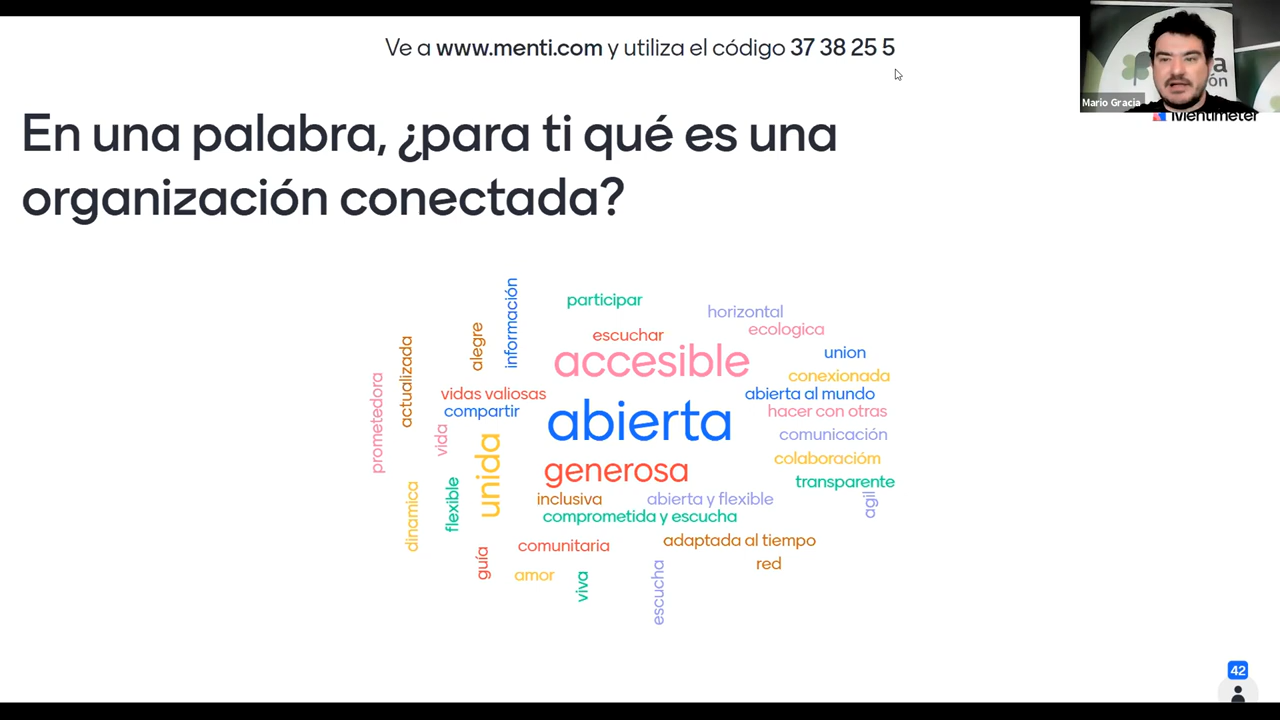 Ve a www.menti.com y utiliza el código 37 38 25 5
Mario Gracia
Mentimeter
En una palabra, ¿para ti qué es una
organización conectada?
participar
horizontal
información
ecologica
escuchar
alegre
accesible
union
actualizada
conexionada
prometedora
vidas valiosas
abierta al mundo
compartir
abierta
hacer con otras
vida
comunicación
unida
colaboracióm
generosa
transparente
dinamica
flexible
inclusiva
abierta y flexible
agil
comprometida y escucha
adaptada al tiempo
comunitaria
guía
red
amor
viva
escucha
42